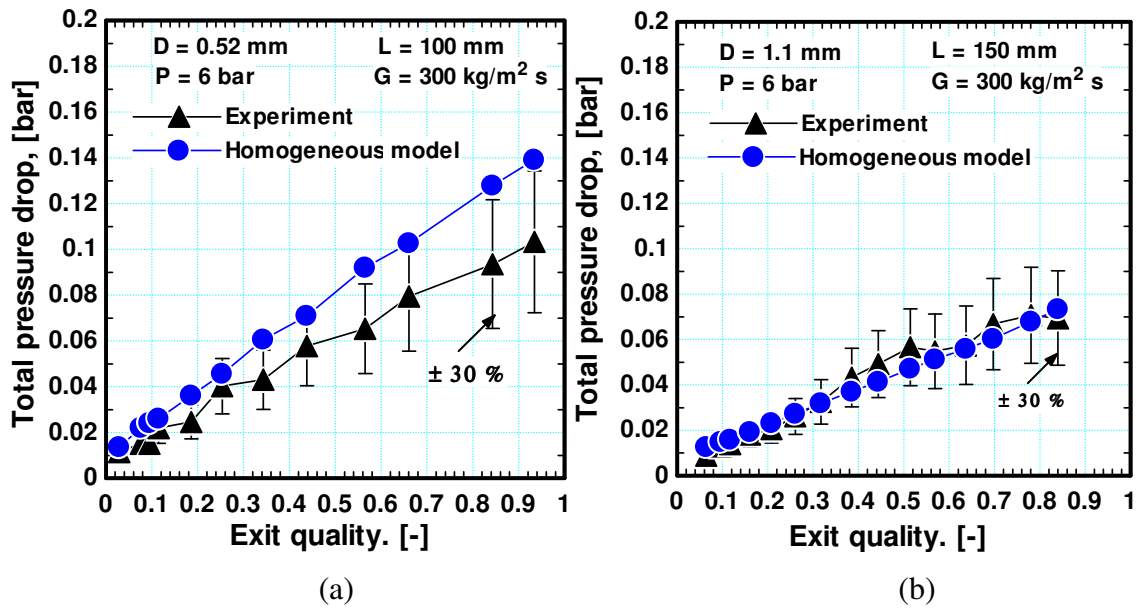 D = 0.52 mm L = 100 mm
P = 6 bar G = 300 kg/m² s
Experiment
Homogeneous model
± 30 %
Total pressure drop, [bar]
0.2
0.18
0.16
0.14
0.12
0.1
0.08
0.06
0.04
0.02
0
0 0.1 0.2 0.3 0.4 0.5 0.6 0.7 0.8 0.9 1
Exit quality. [-]
(a)
D = 1.1 mm L = 150 mm
P = 6 bar G = 300 kg/m² s
Experiment
Homogeneous model
± 30 %
Total pressure drop, [bar]
0.2
0.18
0.16
0.14
0.12
0.1
0.08
0.06
0.04
0.02
0
0 0.1 0.2 0.3 0.4 0.5 0.6 0.7 0.8 0.9 1
Exit quality. [-]
(b)